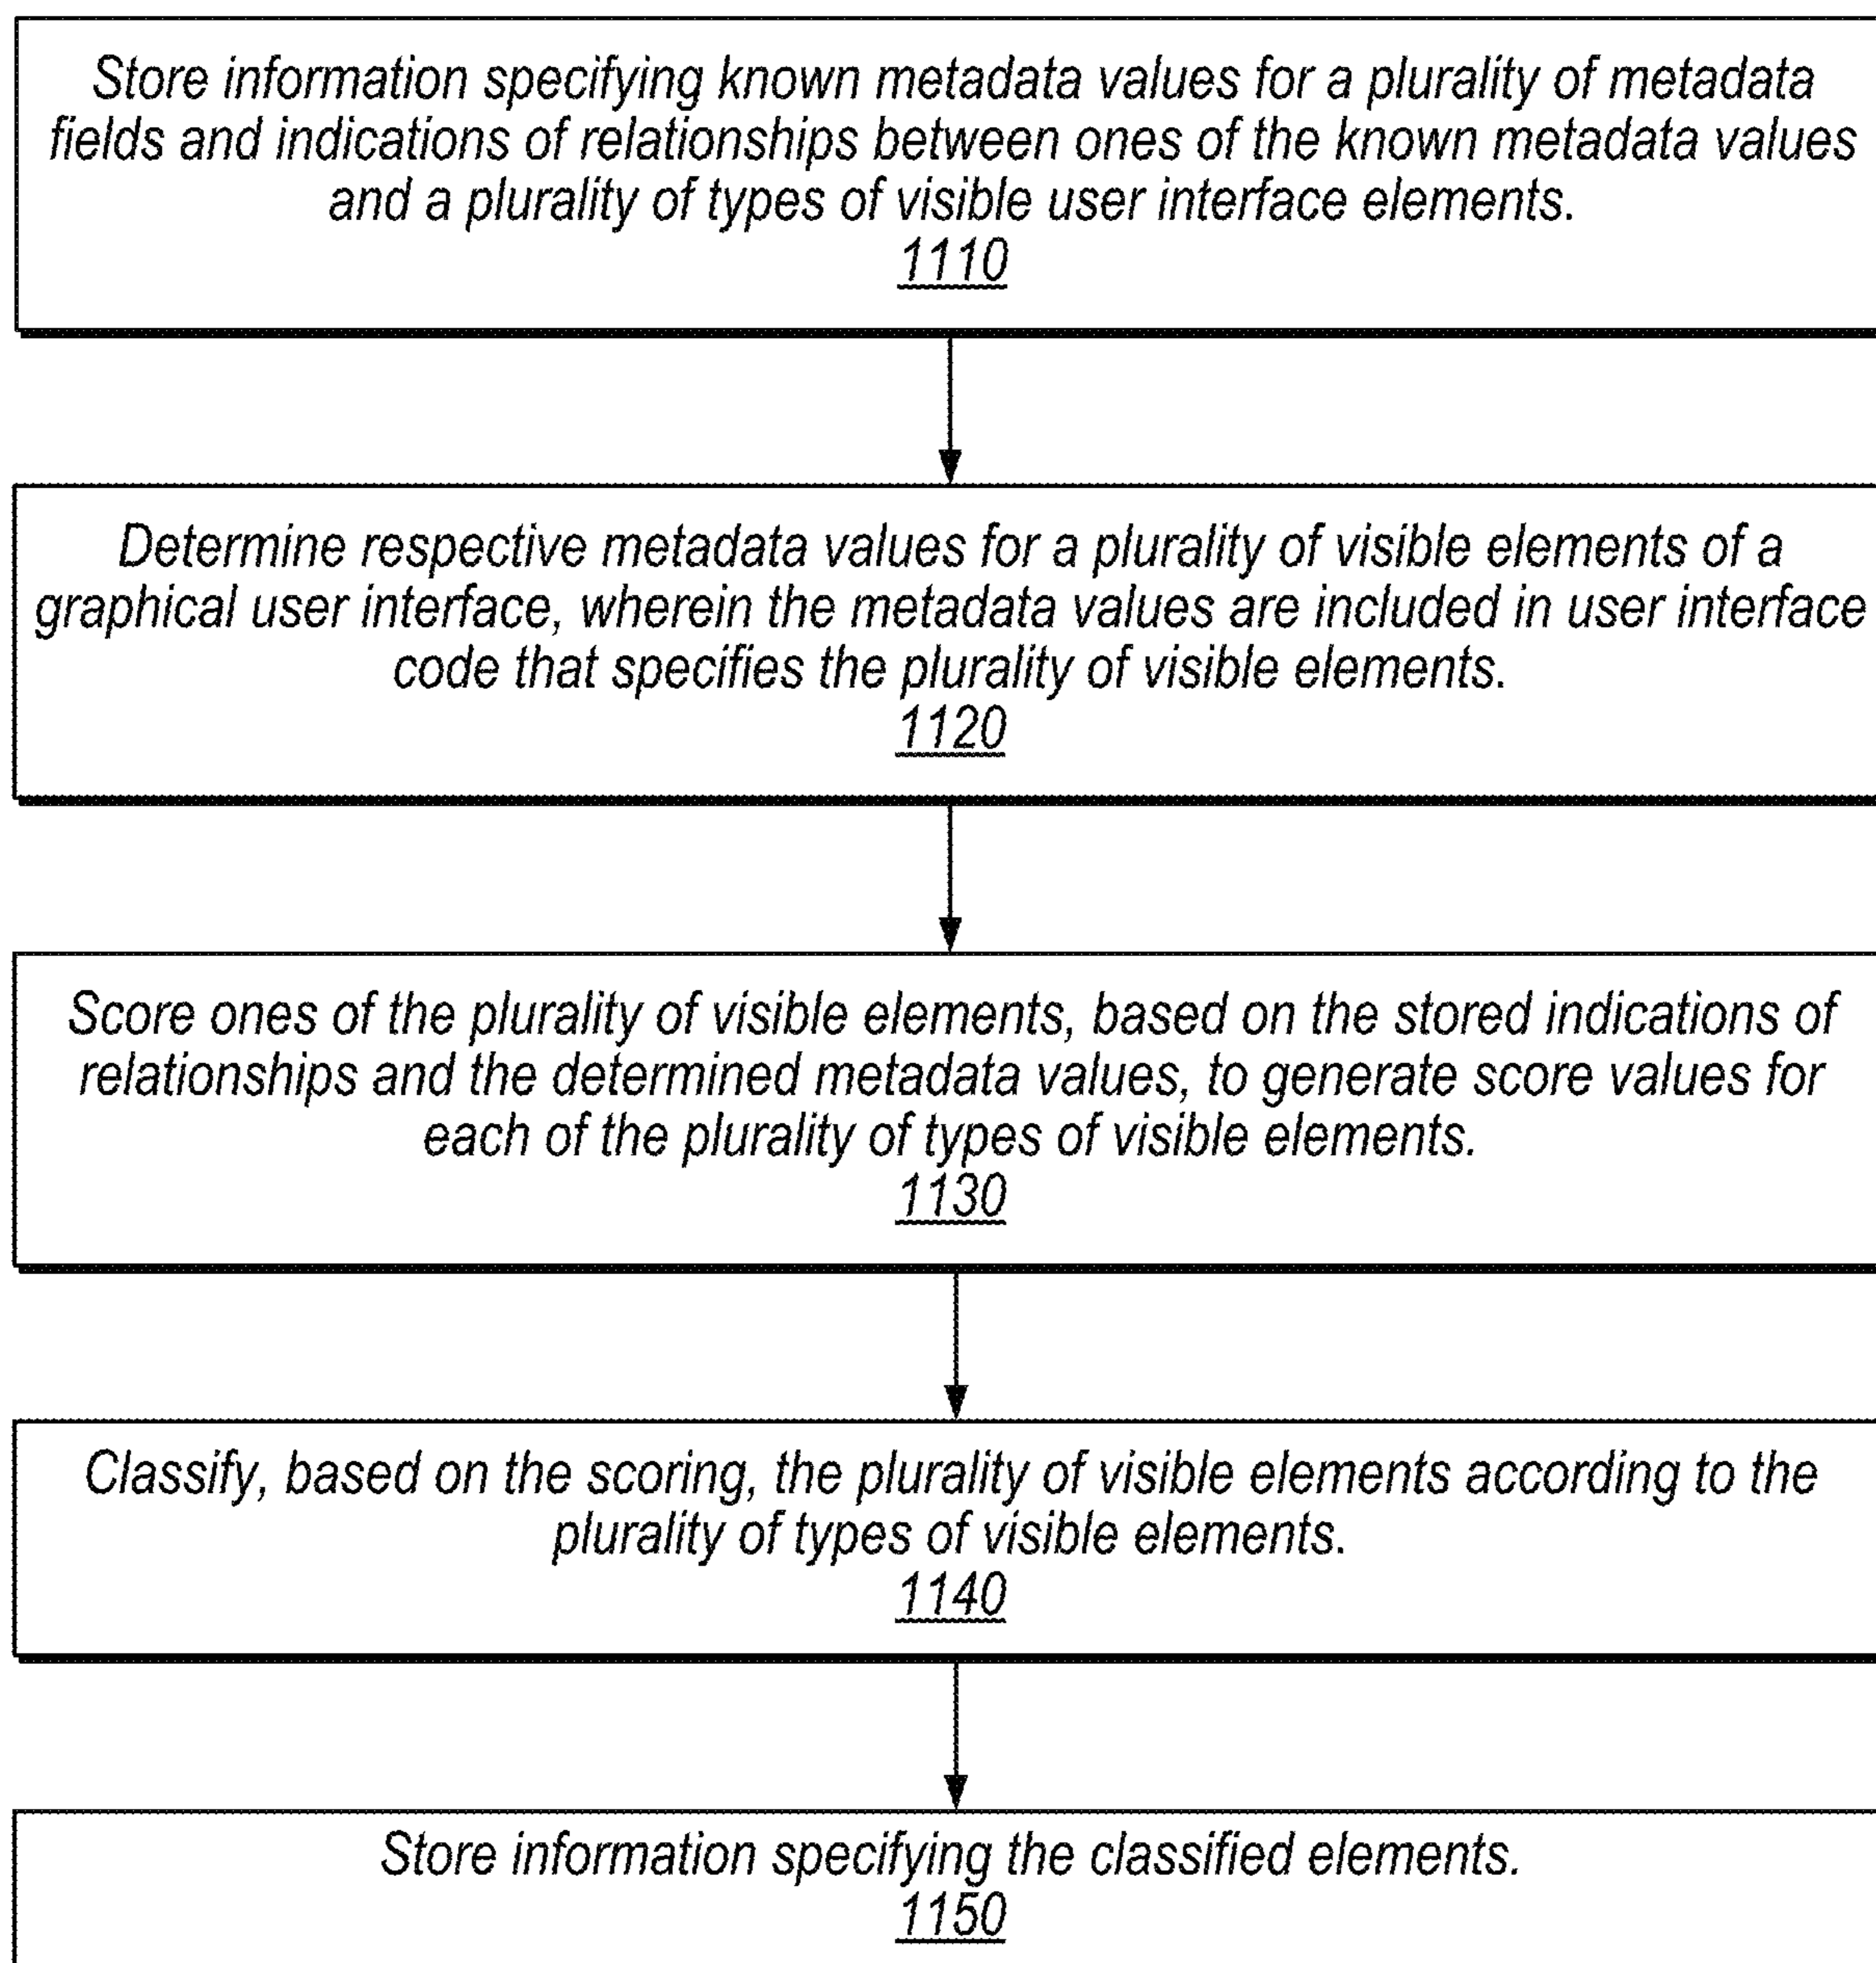 Store information specifying known metadata values for a plurality of metadata
fields and indications of relationships between ones of the known metadata values
and a plurality of types of visible user interface elements.
1110
Determine respective metadata values for a plurality of visible elements of a
graphical user interface, wherein the metadata values are included in user interface
code that specifies the plurality of visible elements.
1120
Score ones of the plurality of visible elements, based on the stored indications of
relationships and the determined metadata values, to generate score values for
each of the plurality of types of visible elements.
1130
Classify, based on the scoring, the plurality of visible elements according to the
plurality of types of visible elements.
1140
Store information specifying the classified elements.
1150